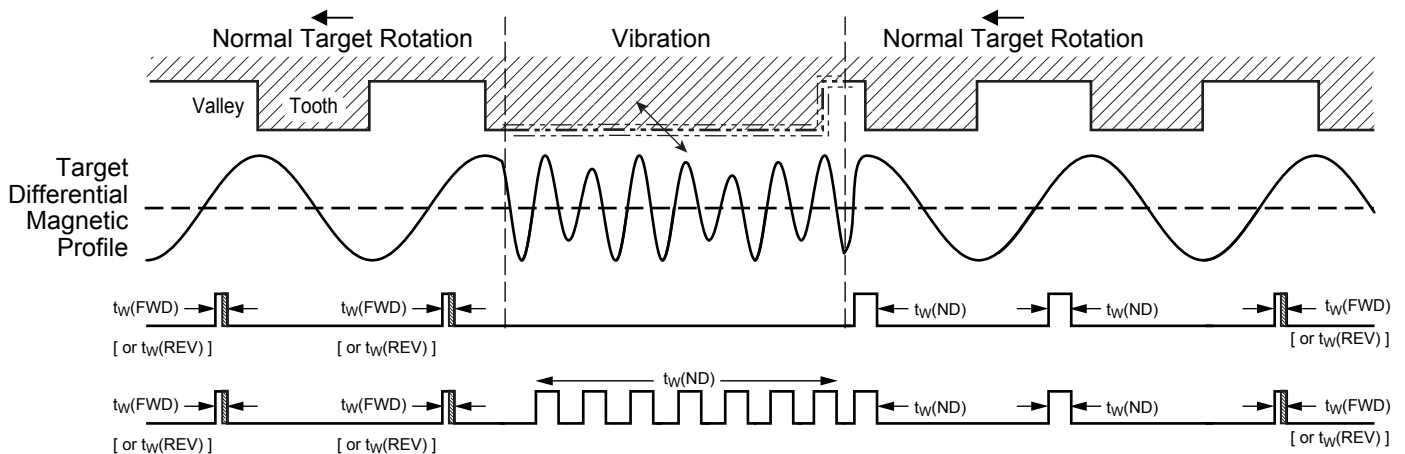 Normal Target Rotation
Vibration
Normal Target Rotation
Valley
Tooth
Target
Differential
Magnetic
Profile
tW(FWD)
tW(FWD)
tW(ND)
tW(ND)
tW(FWD)
[ or tW(REV) ]
[ or tW(REV) ]
[ or tW(REV) ]
tW(ND)
tW(FWD)
tW(FWD)
tW(ND)
tW(ND)
tW(FWD)
[ or tW(REV) ]
[ or tW(REV) ]
[ or tW(REV) ]